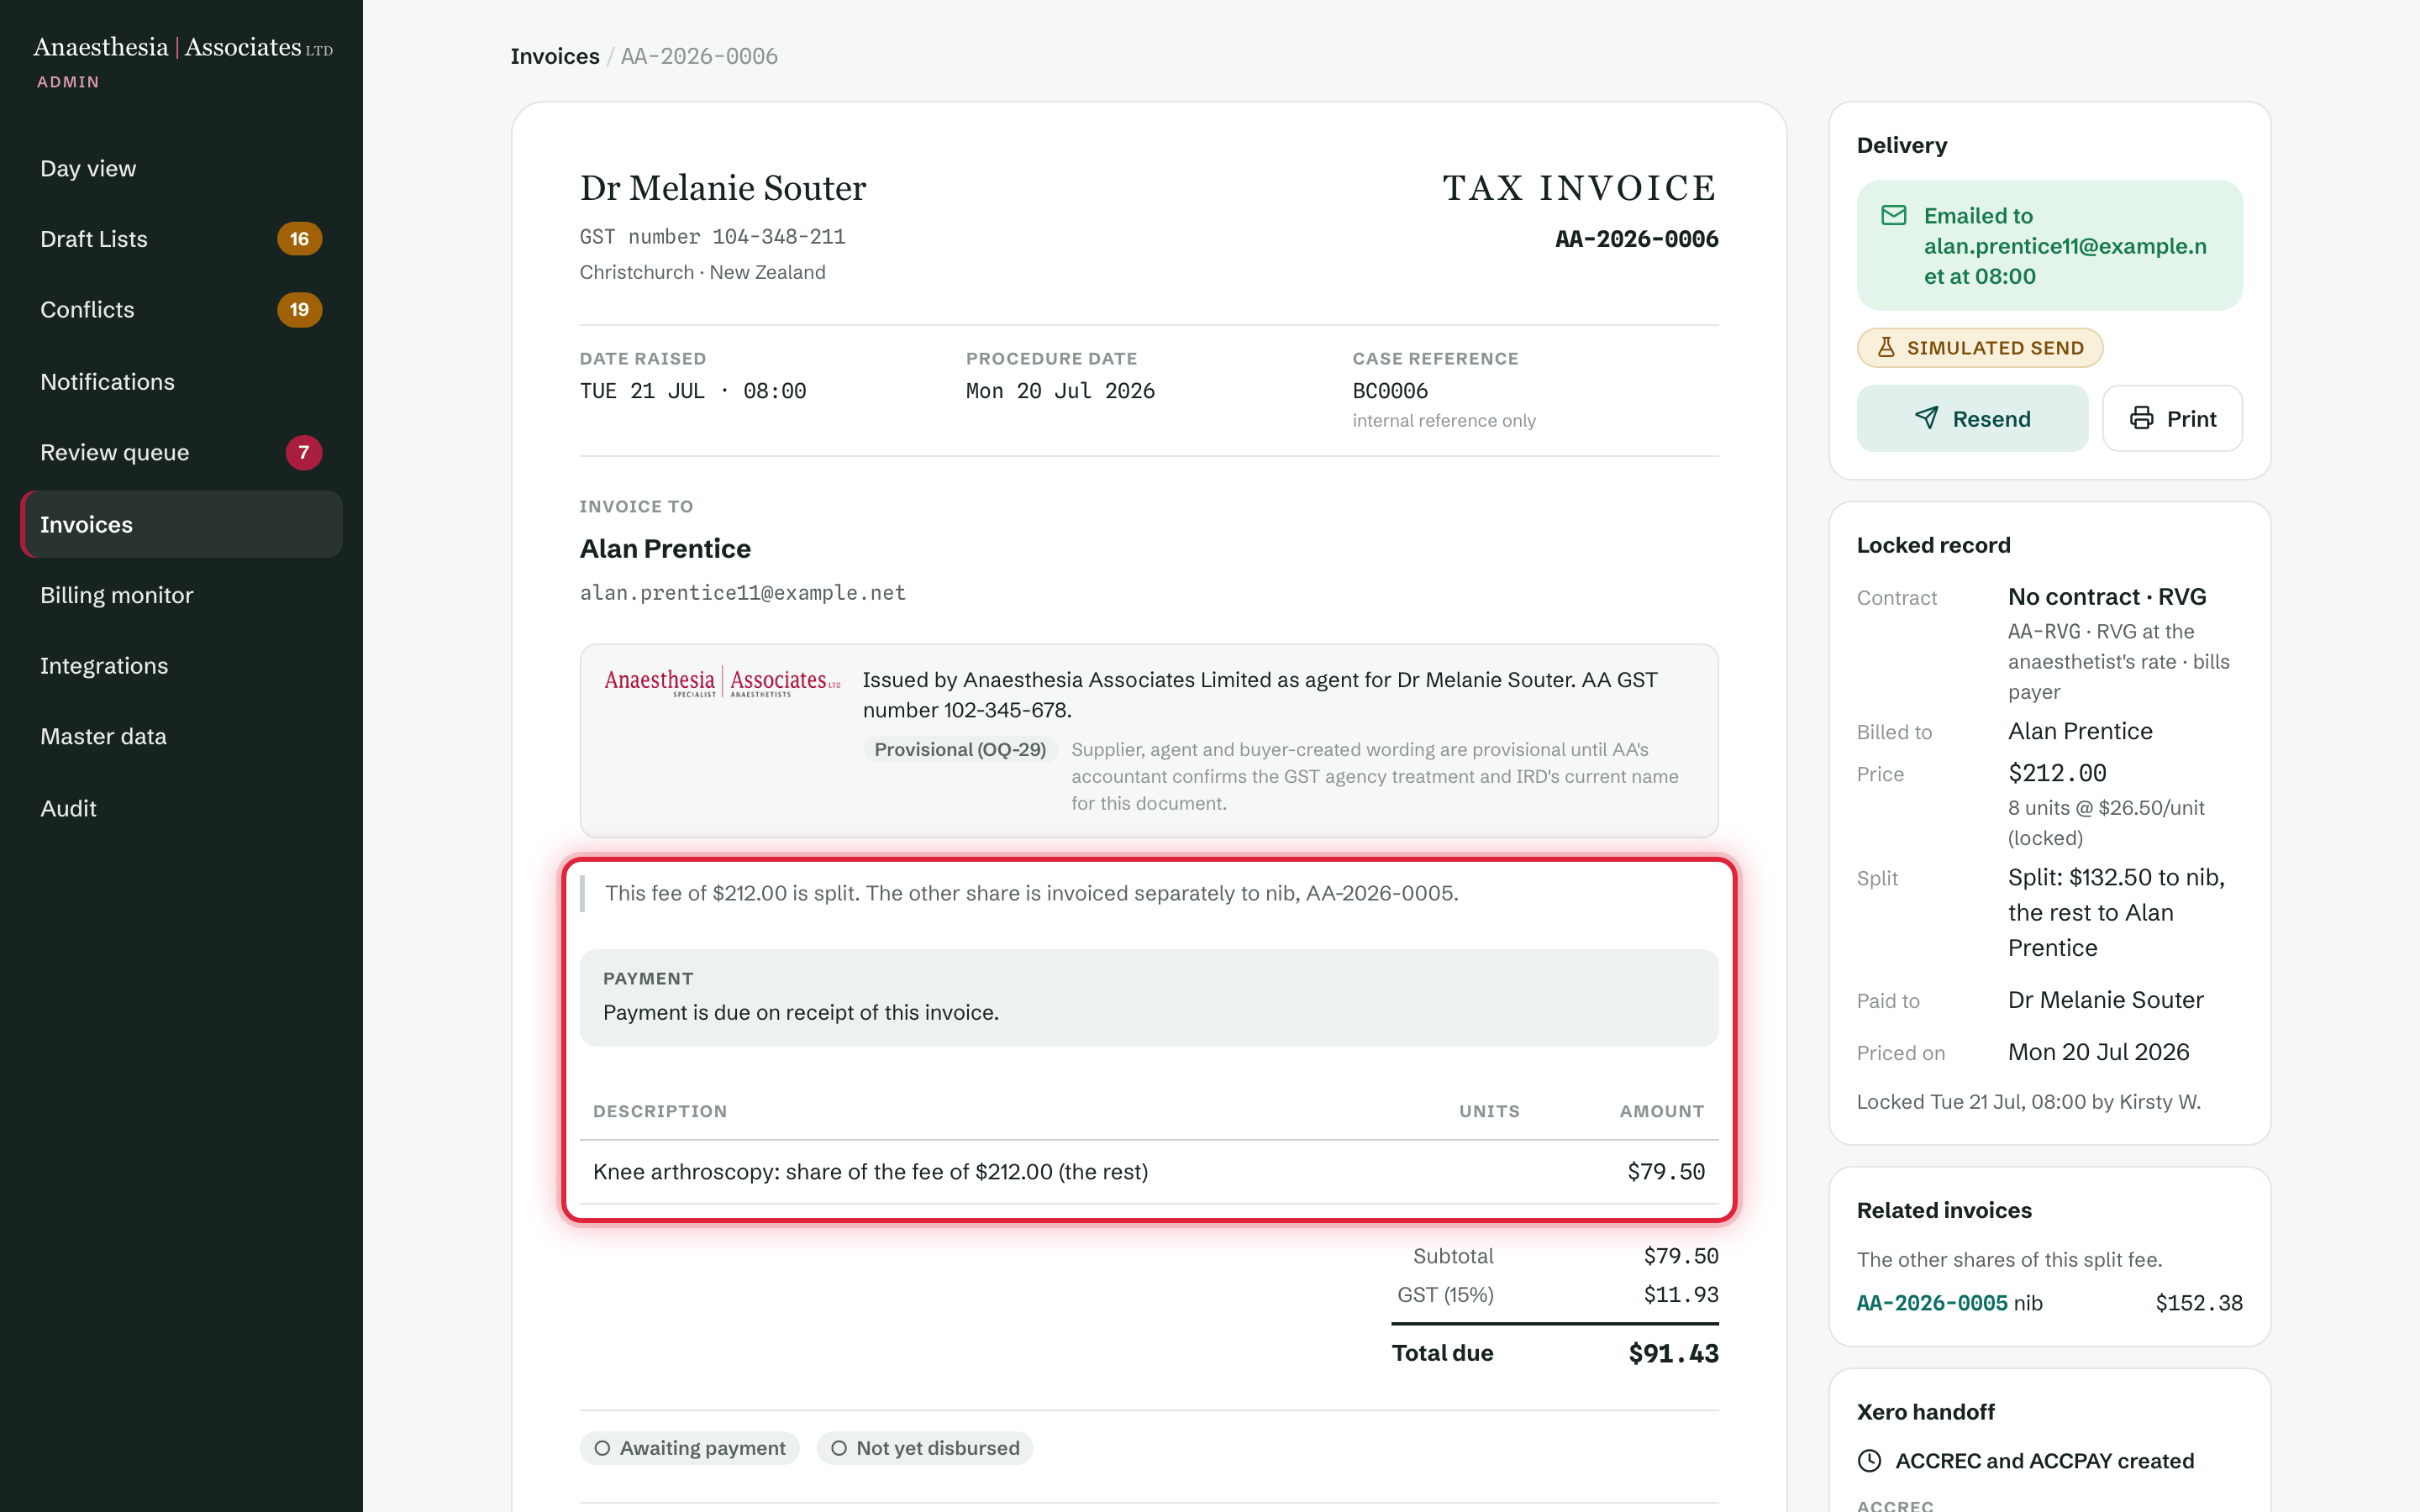 Anaesthesia | Associates LTD
ADMIN
Day view
Draft Lists 16
Conflicts 19
Notifications
Review queue 7
Invoices
Billing monitor
Integrations
Master data
Audit
Invoices / AA-2026-0006
Dr Melanie Souter
GST number 104-348-211
Christchurch · New Zealand
TAX INVOICE
AA-2026-0006
DATE RAISED
TUE 21 JUL · 08:00
PROCEDURE DATE
Mon 20 Jul 2026
CASE REFERENCE
BC0006
internal reference only
INVOICE TO
Alan Prentice
alan.prentice11@example.net
Anaesthesia | Associates LTD
SPECIALIST ANAESTHETISTS
Issued by Anaesthesia Associates Limited as agent for Dr Melanie Souter. AA GST
number 102-345-678.
Provisional (OQ-29)
Supplier, agent and buyer-created wording are provisional until AA's
accountant confirms the GST agency treatment and IRD's current name
for this document.
This fee of $212.00 is split. The other share is invoiced separately to nib, AA-2026-0005.
PAYMENT
Payment is due on receipt of this invoice.
DESCRIPTION UNITS AMOUNT
Knee arthroscopy: share of the fee of $212.00 (the rest) $79.50
Subtotal $79.50
GST (15%) $11.93
Total due $91.43
Awaiting payment
Not yet disbursed
Delivery
Emailed to
alan.prentice11@example.n
et at 08:00
SIMULATED SEND
Resend
Print
Locked record
Contract No contract · RVG
AA-RVG · RVG at the
anaesthetist's rate · bills
payer
Billed to Alan Prentice
Price $212.00
8 units @ $26.50/unit
(locked)
Split Split: $132.50 to nib,
the rest to Alan
Prentice
Paid to Dr Melanie Souter
Priced on Mon 20 Jul 2026
Locked Tue 21 Jul, 08:00 by Kirsty W.
Related invoices
The other shares of this split fee.
AA-2026-0005 nib $152.38
Xero handoff
ACCREC and ACCPAY created
ACCREC